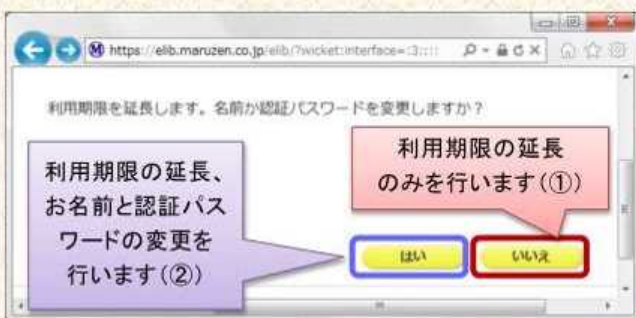 https://elib.maruzen.co.jp/elib/?wicket:interface=:3::::
利用期限を延長します。名前か認証パスワードを変更しますか？
利用期限の延長、
お名前と認証パス
ワードの変更を
行います(②)
利用期限の延長
のみを行います(①)
はい
いいえ